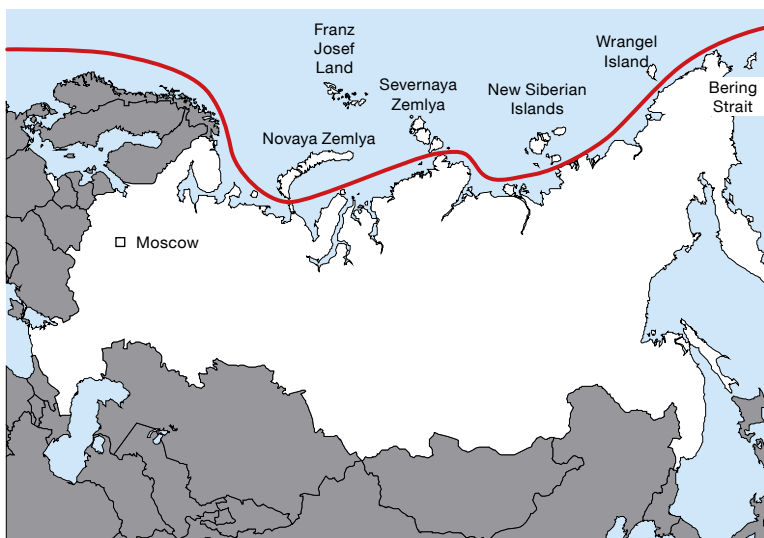 Franz
Josef
Land
Wrangel
Island
Severnaya
Zemlya
New Siberian
Islands
Bering
Strait
Novaya Zemlya
Moscow